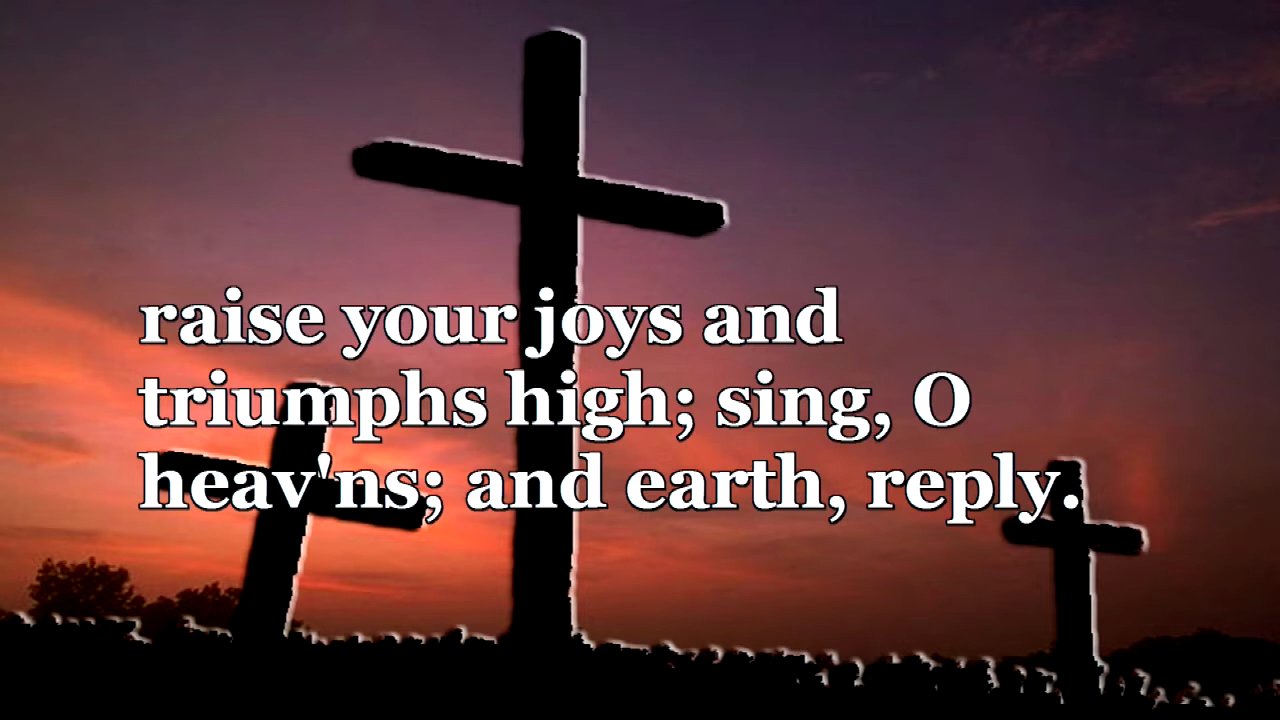 raise your joys and
triumphs high; sing, O
heav'ns; and earth, reply.